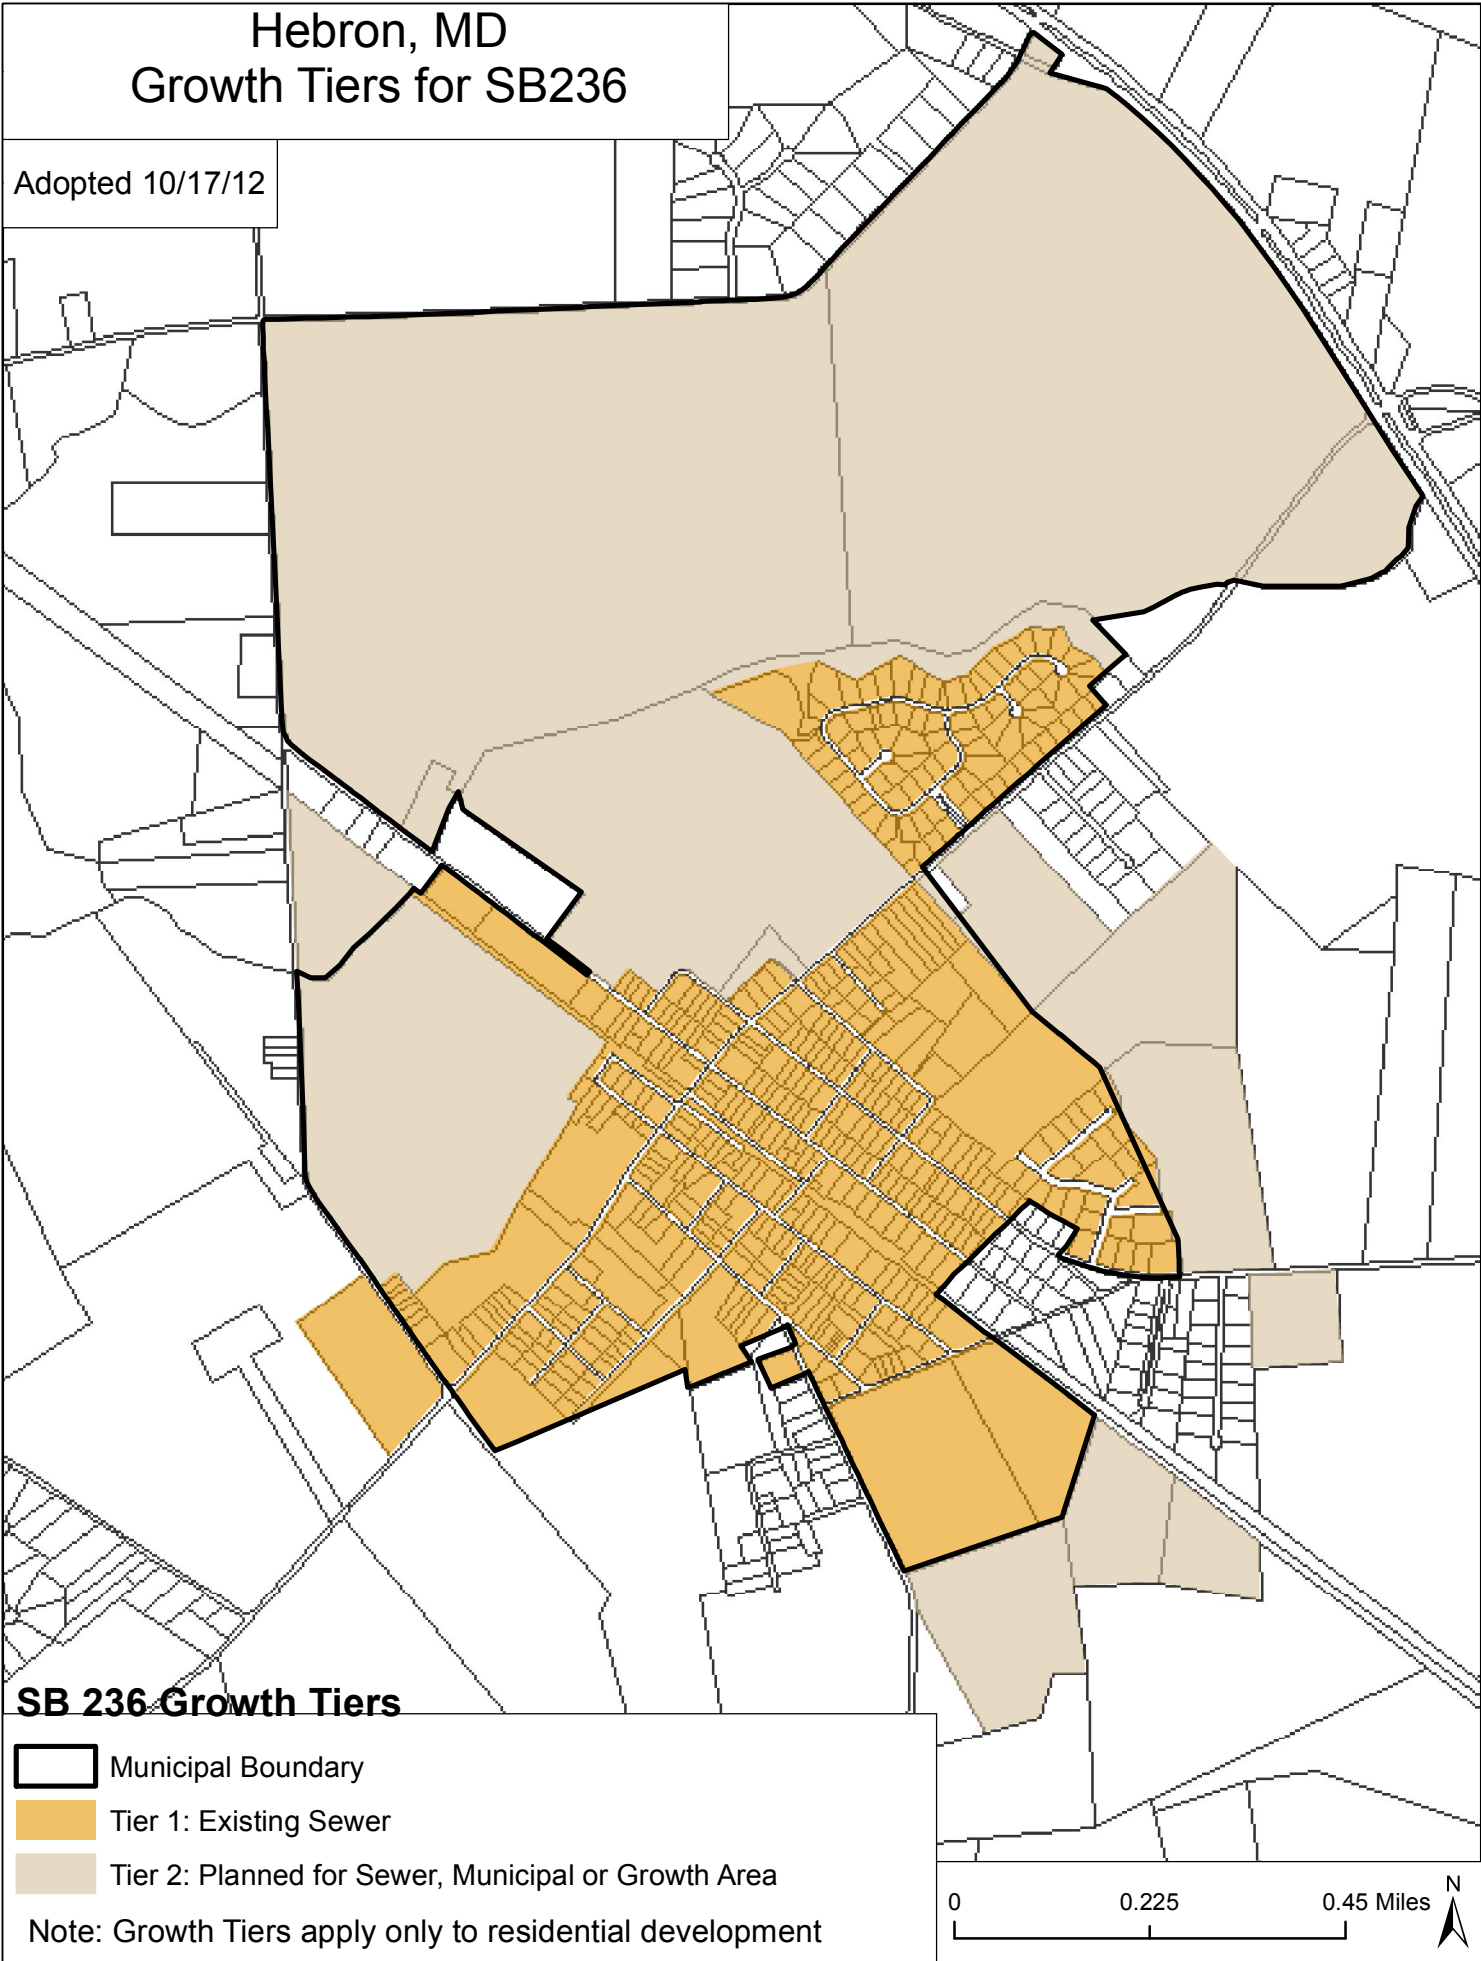 Hebron, MD
Growth Tiers for SB236
Adopted 10/17/12
SB 236 Growth Tiers
Municipal Boundary
Tier 1: Existing Sewer
Tier 2: Planned for Sewer, Municipal or Growth Area
Note: Growth Tiers apply only to residential development
0 0.225 0.45 Miles
N